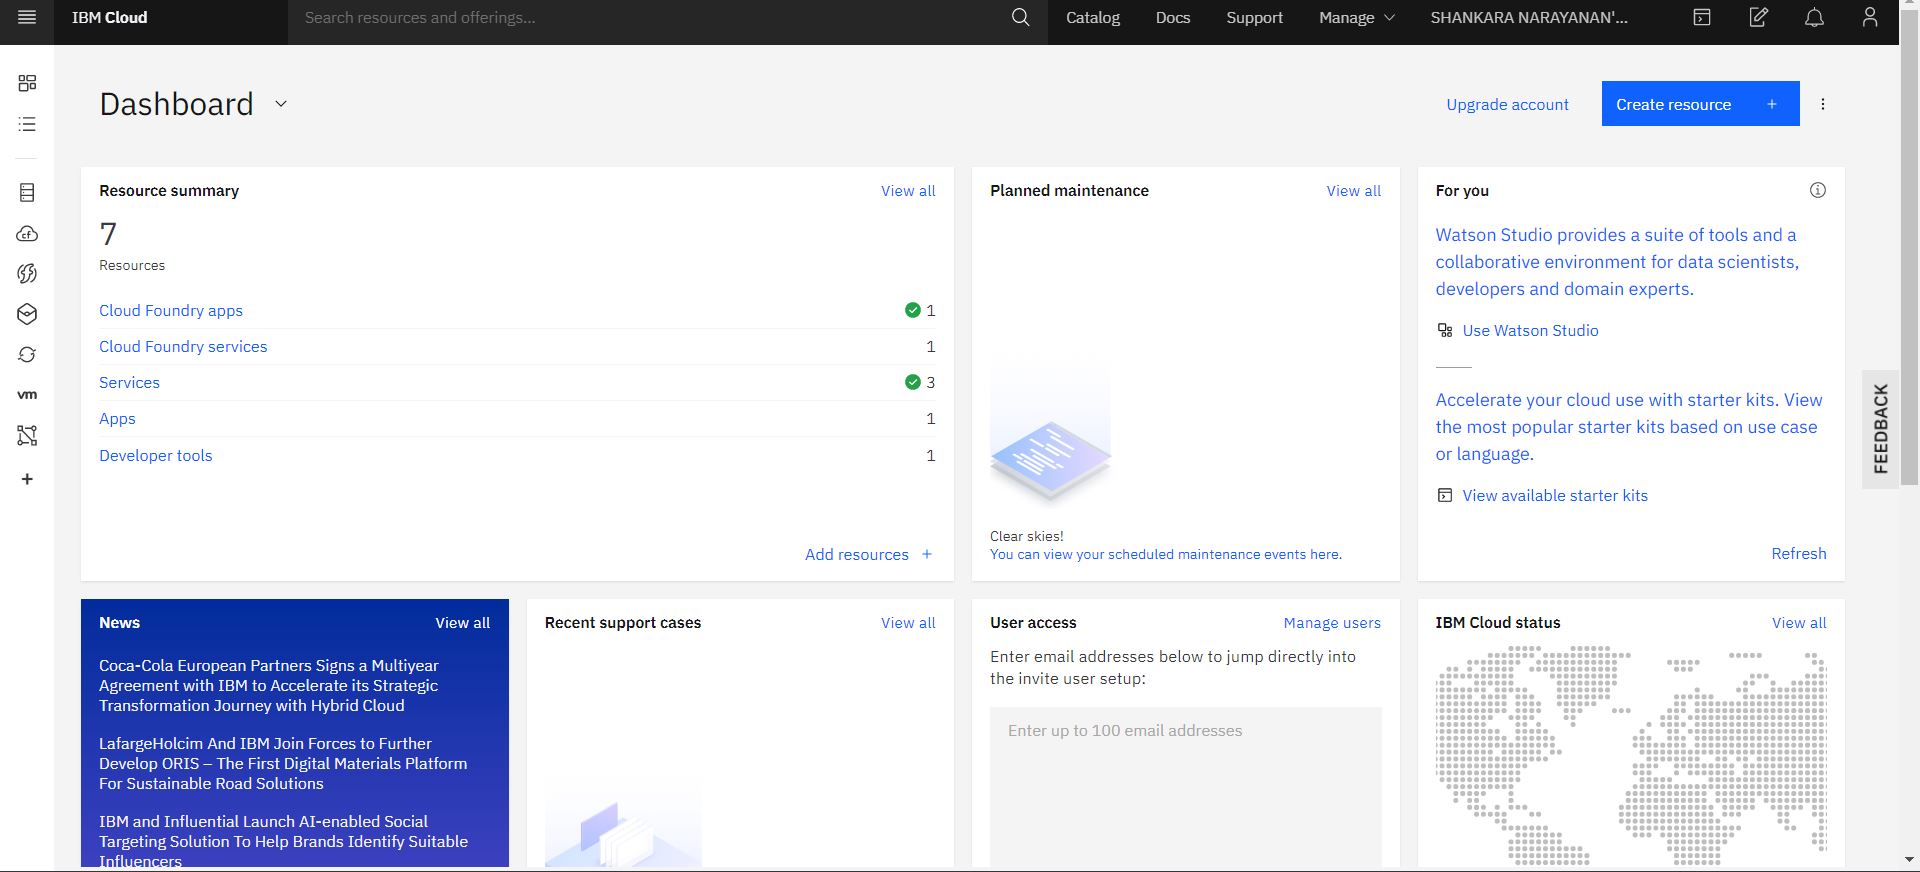 IBM Cloud
Search resources and offerings...
Catalog
Docs
Support
Manage
SHANKARA NARAYANAN'...
cf
vm
Dashboard
Upgrade account
Create resource +
Resource summary
View all
7
Resources
Cloud Foundry apps 1
Cloud Foundry services 1
Services 3
Apps 1
Developer tools 1
Add resources +
Planned maintenance
View all
Clear skies!
You can view your scheduled maintenance events here.
For you
Watson Studio provides a suite of tools and a
collaborative environment for data scientists,
developers and domain experts.
Use Watson Studio
Accelerate your cloud use with starter kits. View
the most popular starter kits based on use case
or language.
View available starter kits
Refresh
FEEDBACK
News
View all
Coca-Cola European Partners Signs a Multiyear
Agreement with IBM to Accelerate its Strategic
Transformation Journey with Hybrid Cloud
LafargeHolcim And IBM Join Forces to Further
Develop ORIS – The First Digital Materials Platform
For Sustainable Road Solutions
IBM and Influential Launch AI-enabled Social
Targeting Solution To Help Brands Identify Suitable
Influencers
Recent support cases
View all
User access
Manage users
Enter email addresses below to jump directly into
the invite user setup:
Enter up to 100 email addresses
IBM Cloud status
View all